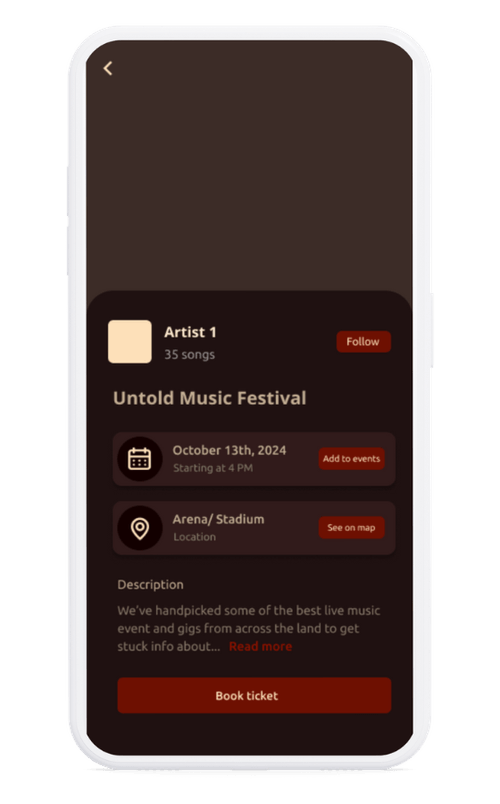 Artist 1
35 songs
Follow
Untold Music Festival
October 13th, 2024
Starting at 4 PM
Add to events
Arena/ Stadium
Location
See on map
Description
We've handpicked some of the best live music
event and gigs from across the land to get
stuck info about... Read more
Book ticket